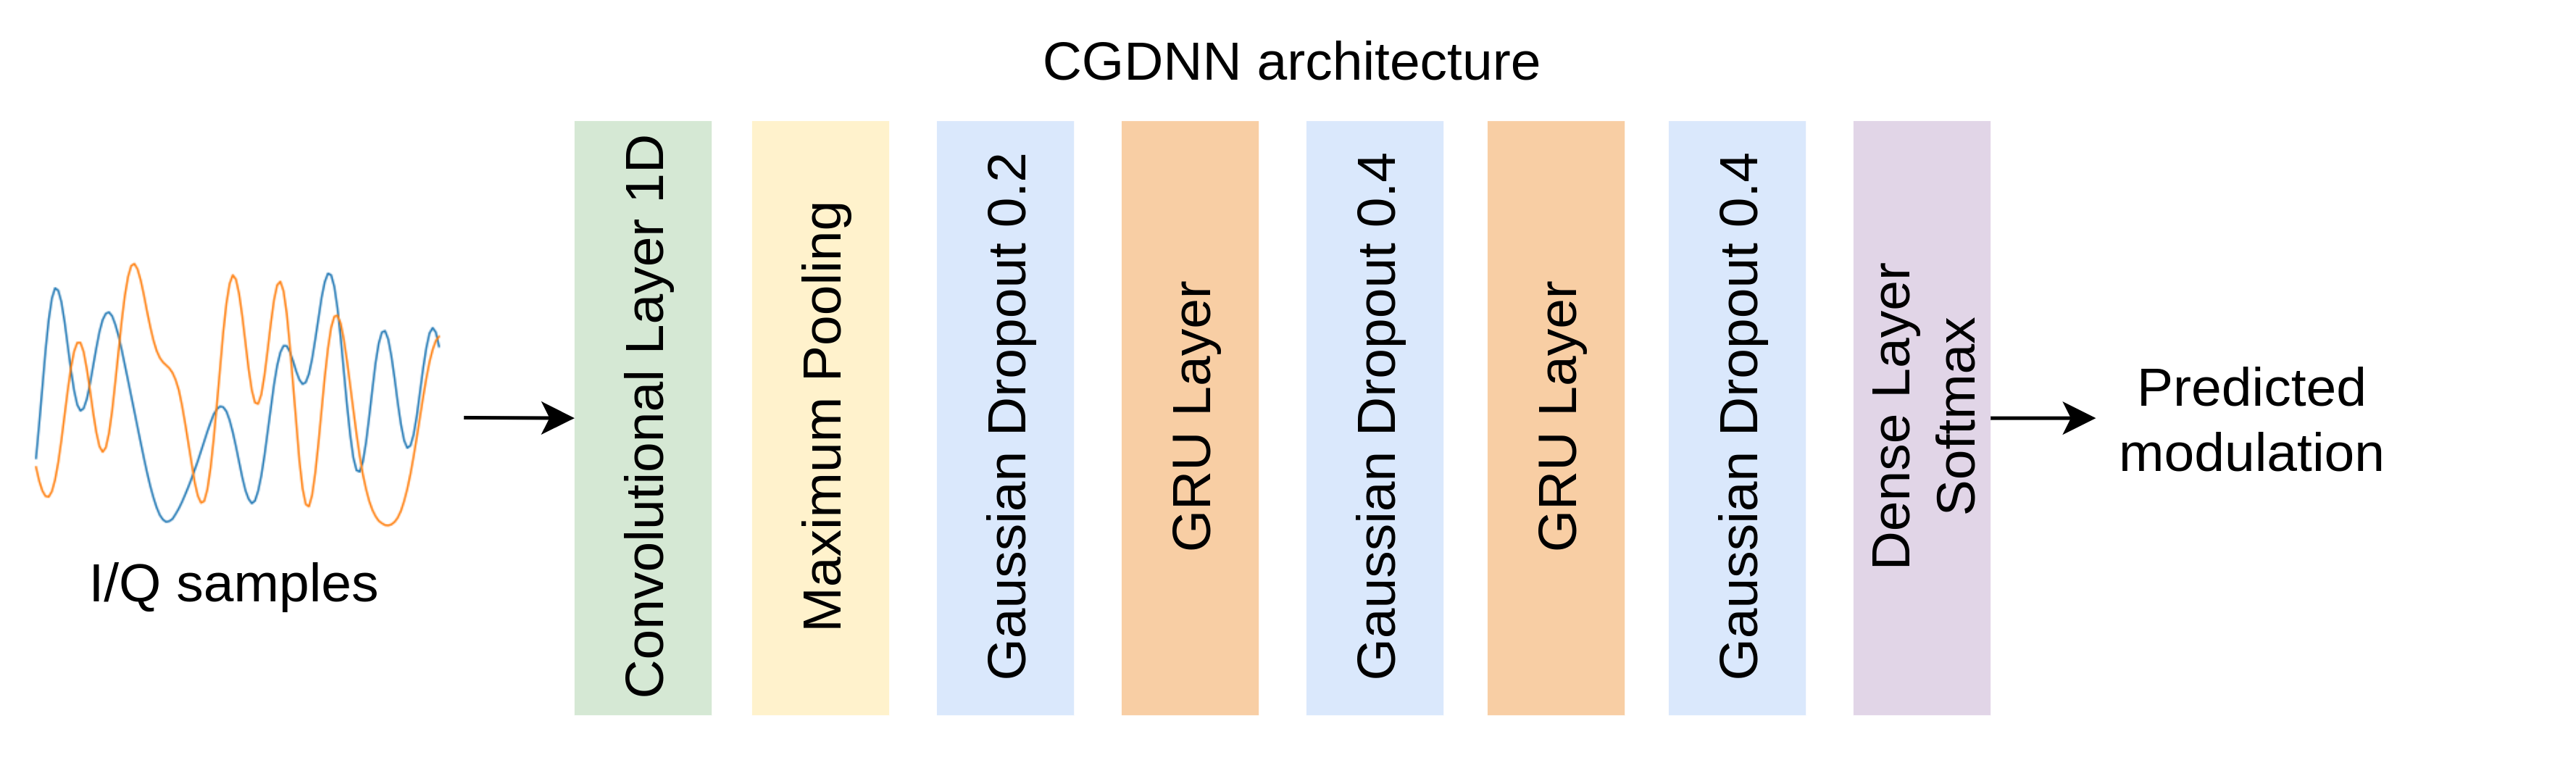 CGDNN architecture
I/Q samples
Convolutional Layer 1D
Maximum Pooling
Gaussian Dropout 0.2
GRU Layer
Gaussian Dropout 0.4
GRU Layer
Gaussian Dropout 0.4
Dense Layer
Softmax
Predicted
modulation